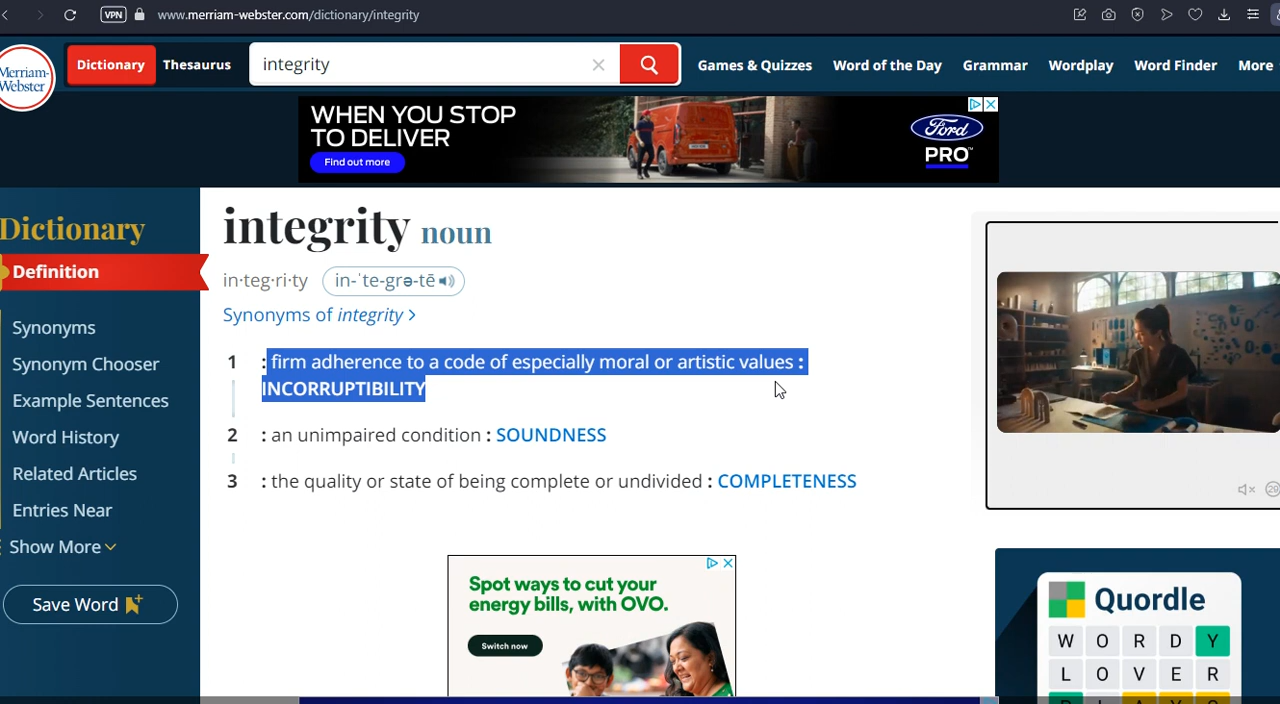 VPN www.merriam-webster.com/dictionary/integrity
Merriam-
Webster
Dictionary Thesaurus integrity Games & Quizzes Word of the Day Grammar Wordplay Word Finder More
WHEN YOU STOP
TO DELIVER
Find out more
Ford
PRO™
Dictionary
Definition
Synonyms
Synonym Chooser
Example Sentences
Word History
Related Articles
Entries Near
Show More
Save Word
integrity noun
in·teg·ri·ty in-ˈte-grə-tē
Synonyms of integrity >
1 : firm adherence to a code of especially moral or artistic values :
INCORRUPTIBILITY
2 : an unimpaired condition : SOUNDNESS
3 : the quality or state of being complete or undivided : COMPLETENESS
Spot ways to cut your
energy bills, with OVO.
Switch now
Quordle
W O R D Y
L O V E R